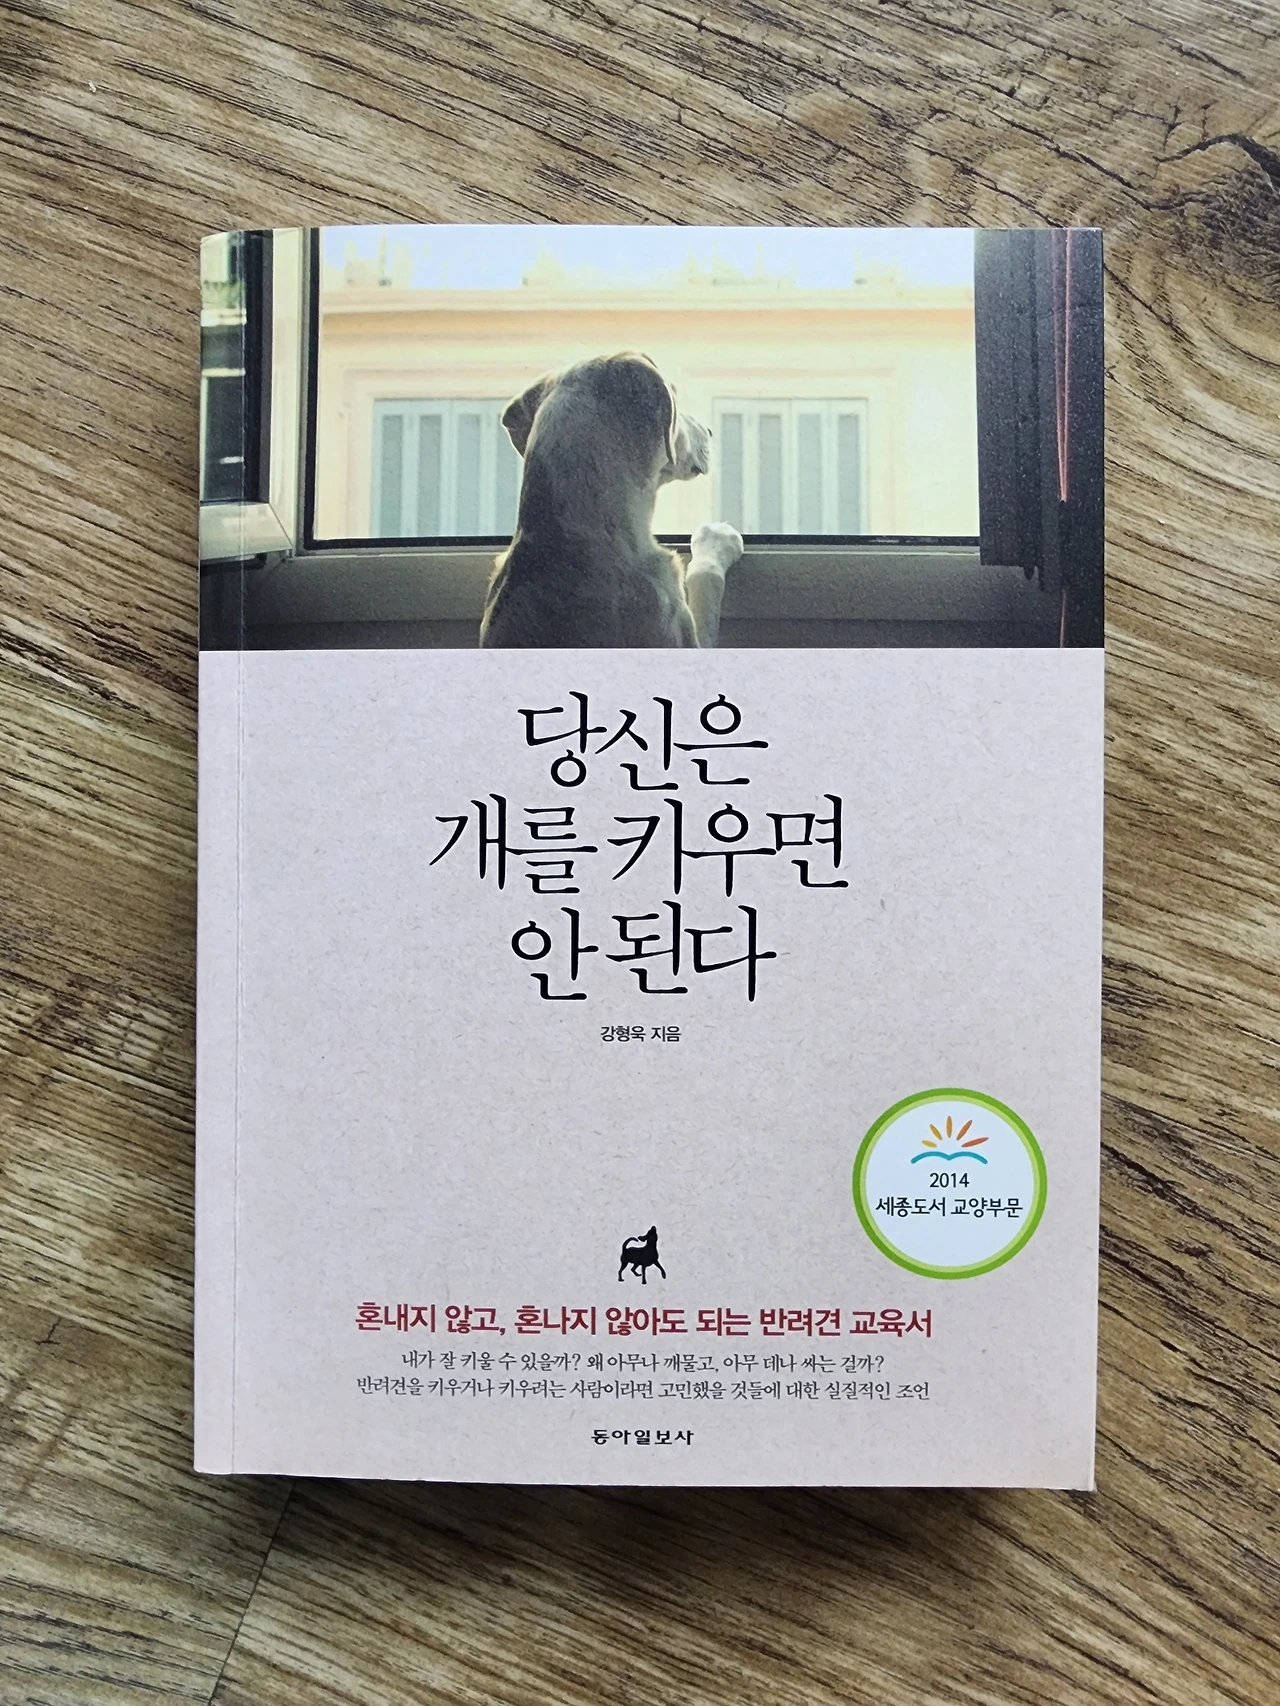 당신은
개를 키우면
안 된다
강형욱 지음
2014
세종도서 교양부문
혼내지 않고, 혼나지 않아도 되는 반려견 교육서
내가 잘 키울 수 있을까? 왜 아무나 깨물고, 아무 데나 싸는 걸까?
반려견을 키우거나 키우려는 사람이라면 고민했을 것들에 대한 실질적인 조언
동아일보사